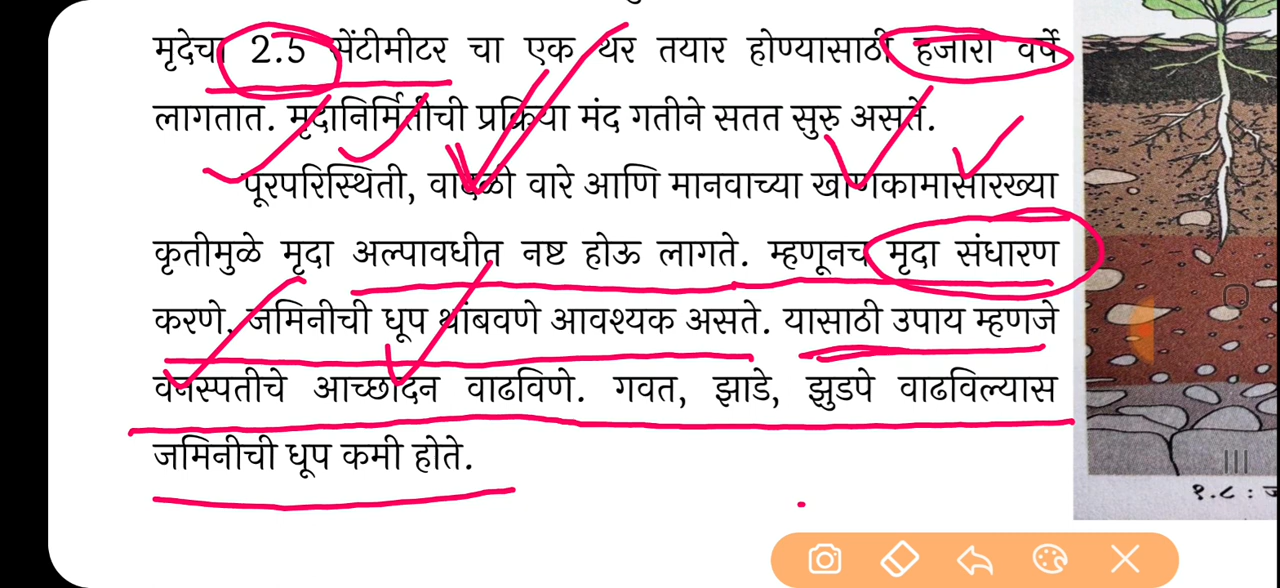 मृदेचा 2.5 सेंटीमीटर चा एक थर तयार होण्यासाठी हजारो वर्षे
लागतात. मृदानिर्मितीची प्रक्रिया मंद गतीने सतत सुरु असते.
पूरपरिस्थिती, वादळी वारे आणि मानवाच्या खाणकामासारख्या
कृतीमुळे मृदा अल्पावधीत नष्ट होऊ लागते. म्हणूनच मृदा संधारण
करणे, जमिनीची धूप थांबवणे आवश्यक असते. यासाठी उपाय म्हणजे
वनस्पतीचे आच्छादन वाढविणे. गवत, झाडे, झुडपे वाढविल्यास
जमिनीची धूप कमी होते.
१.८ :